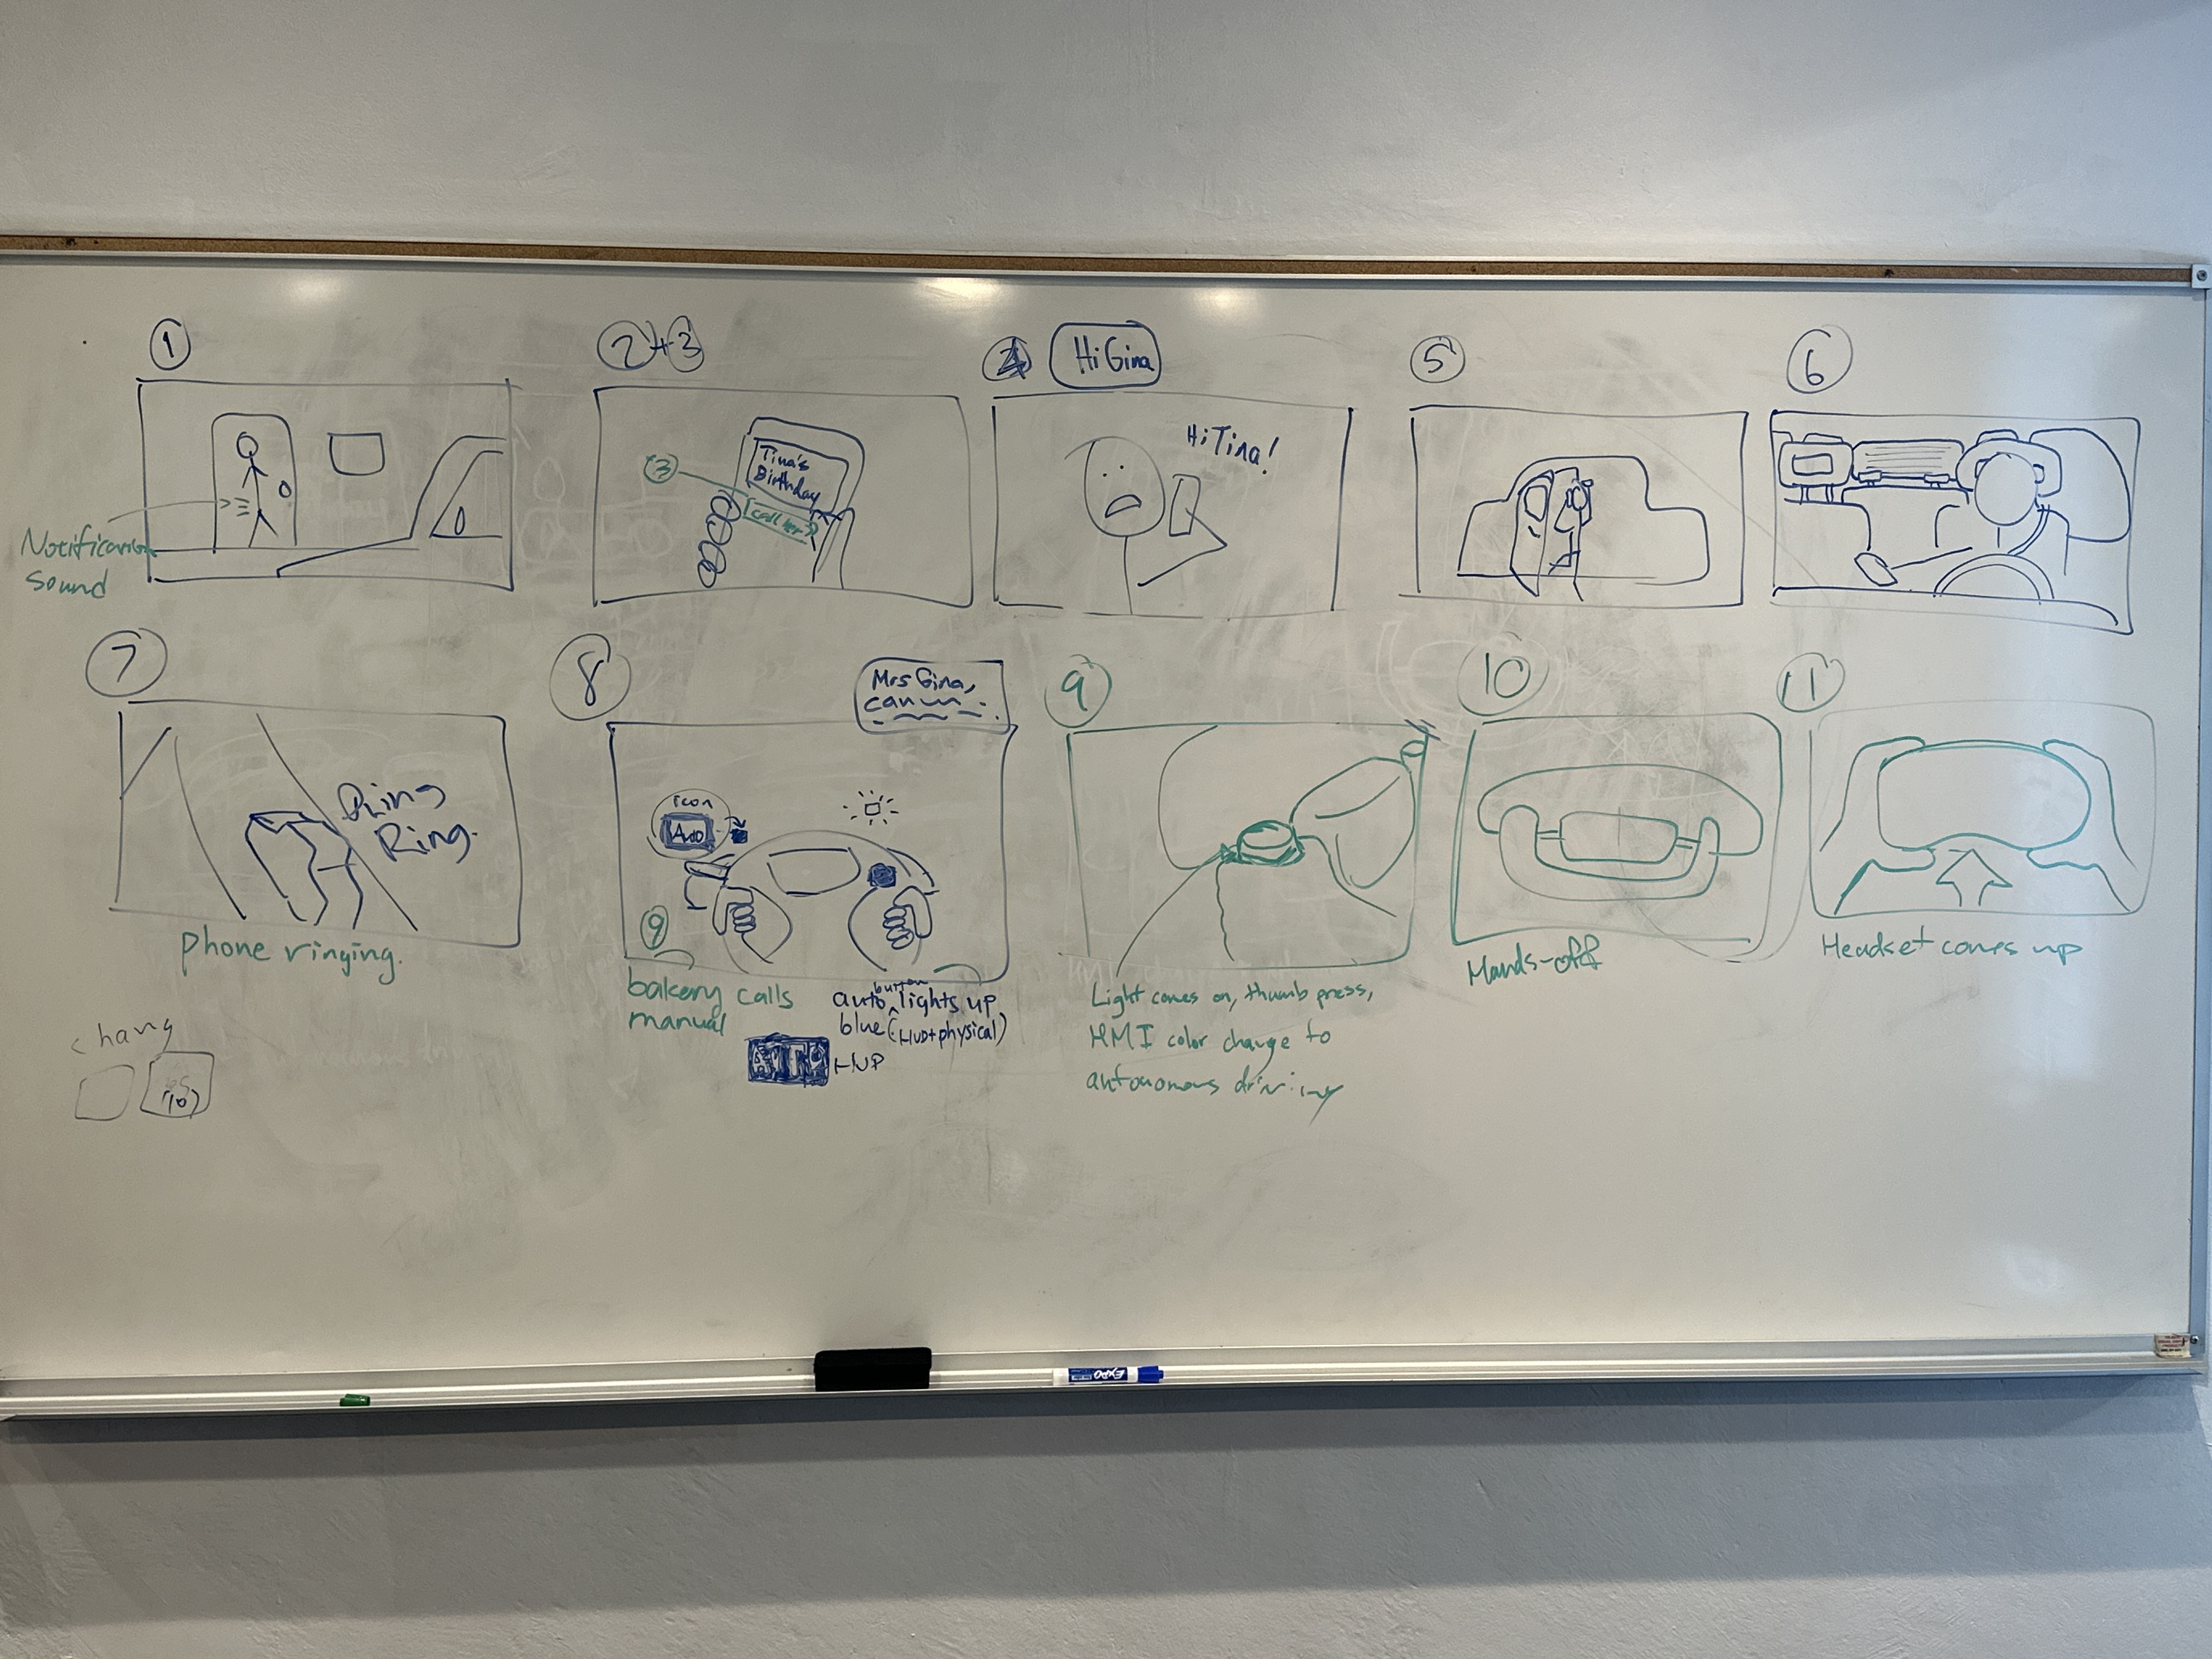 1
2+3
4
Hi Gina
5
6
Hi Tina!
Tina's
Birthday
3
call her?
Notification
sound
7
8
Mrs Gina,
can
9
10
11
Ring
Ring.
icon
Auto
9
Phone ringing.
bakery calls
manual
button
auto lights up
blue (HUD+physical)
AUTO
HUD
Light comes on, thumb press,
HMI color change to
autonomous driving
Hands-off
Headset comes up
EXPO